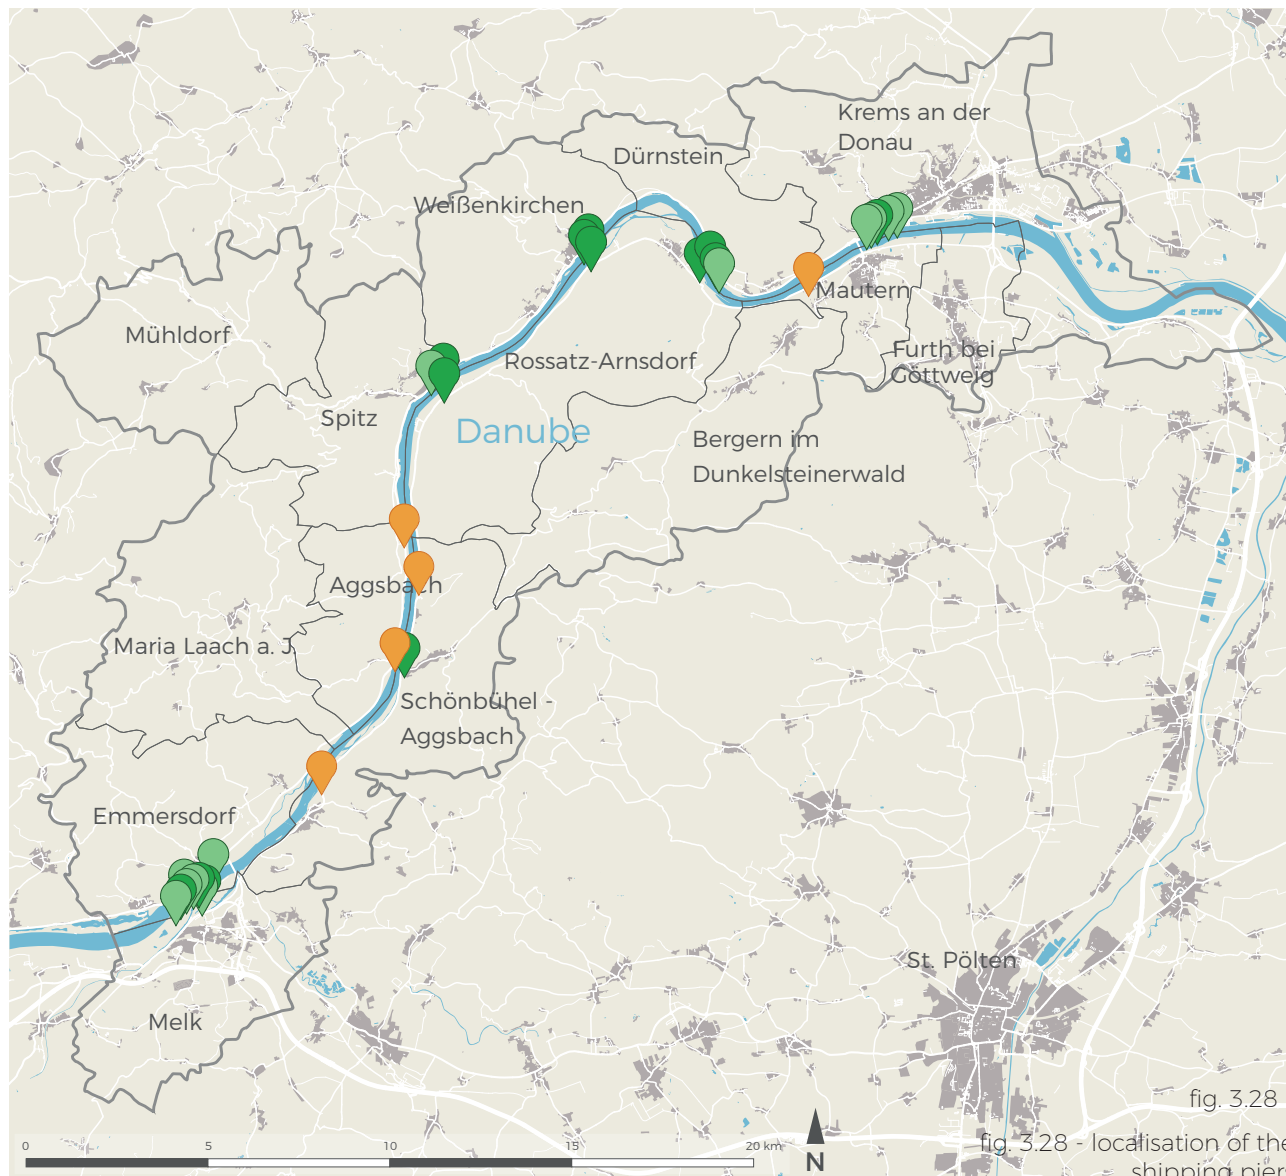 Krems an der
Donau
Dürnstein
Weißenkirchen
Mautern
Mühldorf
Furth bei
Göttweig
Rossatz-Arnsdorf
Spitz
Danube
Bergern im
Dunkelsteinerwald
Aggsbach
Maria Laach a. J.
Schönbühel -
Aggsbach
Emmersdorf
St. Pölten
Melk
fig. 3.28
0 5 10 15 20 km
N
fig. 3.28 - localisation of the
shipping